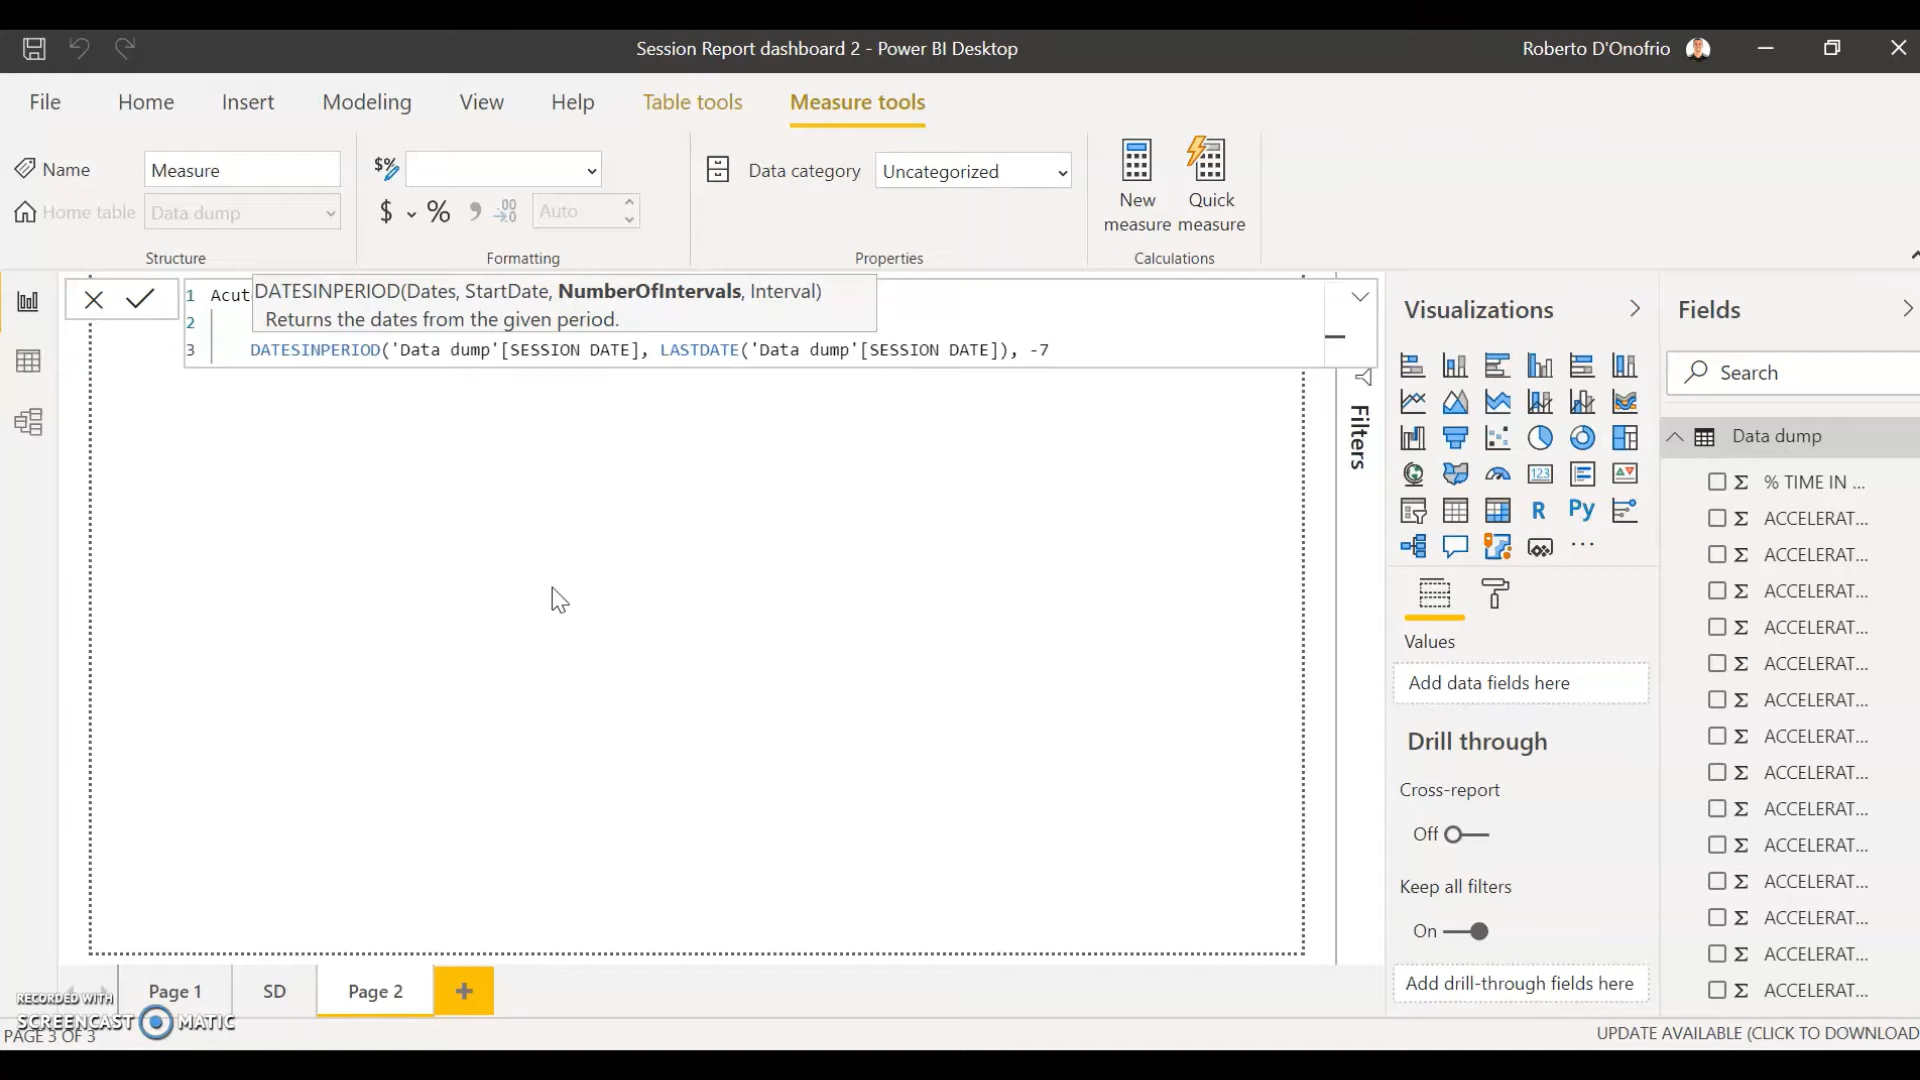 Session Report dashboard 2 - Power BI Desktop
Roberto D'Onofrio
File
Home
Insert
Modeling
View
Help
Table tools
Measure tools
Name
Measure
Home table
Data dump
Structure
$%
$
%
Auto
Formatting
Data category
Uncategorized
Properties
New measure
Quick measure
Calculations
1 Acut
DATESINPERIOD(Dates, StartDate, NumberOfIntervals, Interval)
Returns the dates from the given period.
2
3 DATESINPERIOD('Data dump'[SESSION DATE], LASTDATE('Data dump'[SESSION DATE]), -7
Filters
Visualizations
123
R
Py
...
Values
Add data fields here
Drill through
Cross-report
Off
Keep all filters
On
Add drill-through fields here
Fields
Search
Data dump
Σ % TIME IN ...
Σ ACCELERAT...
Σ ACCELERAT...
Σ ACCELERAT...
Σ ACCELERAT...
Σ ACCELERAT...
Σ ACCELERAT...
Σ ACCELERAT...
Σ ACCELERAT...
Σ ACCELERAT...
Σ ACCELERAT...
Σ ACCELERAT...
Σ ACCELERAT...
Σ ACCELERAT...
Σ ACCELERAT...
Page 1
SD
Page 2
+
RECORDED WITH
SCREENCAST MATIC
PAGE 3 OF 3
UPDATE AVAILABLE (CLICK TO DOWNLOAD